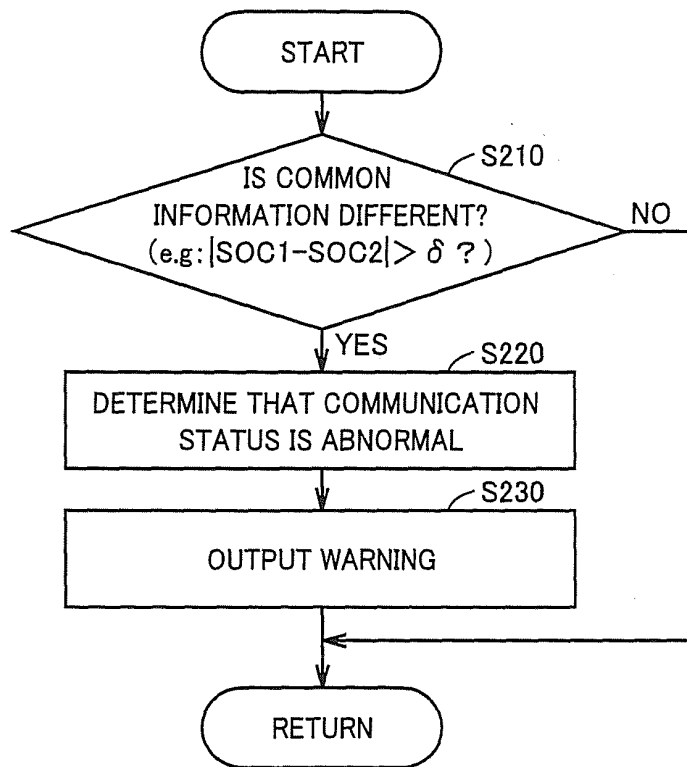 START
S210
IS COMMON
INFORMATION DIFFERENT?
(e.g:|SOC1-SOC2|> δ ?)
NO
YES
S220
DETERMINE THAT COMMUNICATION
STATUS IS ABNORMAL
S230
OUTPUT WARNING
RETURN